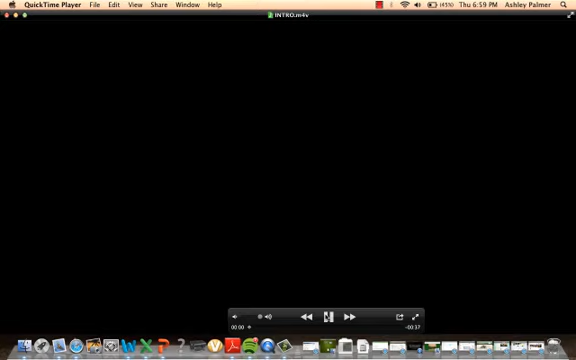 QuickTime Player File Edit View Share Window Help (43%) Thu 6:59 PM Ashley Palmer
INTRO.m4v
00:00 -00:37